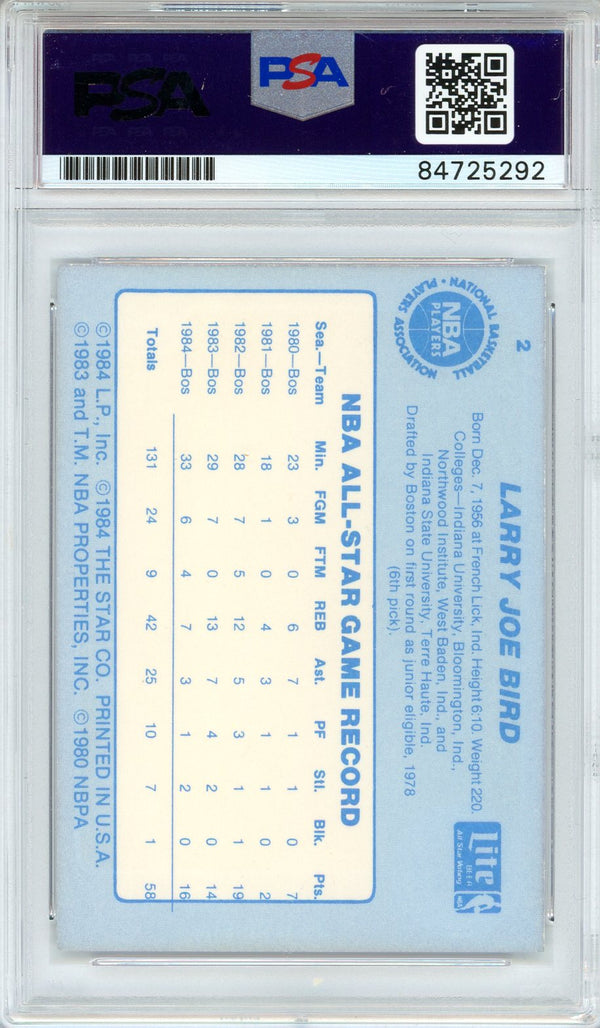 PSA
PSA
84725292
2
NATIONAL BASKETBALL
PLAYERS ASSOCIATION
NBA
PLAYERS
LARRY JOE BIRD
Born Dec. 7, 1956 at French Lick, Ind. Height 6:10. Weight 220.
Colleges—Indiana University, Bloomington, Ind.,
Northwood Institute, West Baden, Ind., and
Indiana State University, Terre Haute, Ind.
Drafted by Boston on first round as junior eligible, 1978
(6th pick).
Lite
BEER
All Star Voting
NBA
NBA ALL-STAR GAME RECORD
Sea.—Team Min. FGM FTM REB Ast. PF Stl. Blk. Pts.
1980—Bos 23 3 0 6 7 1 1 0 7
1981—Bos 18 1 0 4 3 1 1 0 2
1982—Bos 28 7 5 12 5 3 1 1 19
1983—Bos 29 7 0 13 7 4 2 0 14
1984—Bos 33 6 4 7 3 1 2 0 16
Totals 131 24 9 42 25 10 7 1 58
©1984 L.P., Inc. ©1984 THE STAR CO. PRINTED IN U.S.A.
©1983 and T.M. NBA PROPERTIES, INC. ©1980 NBPA